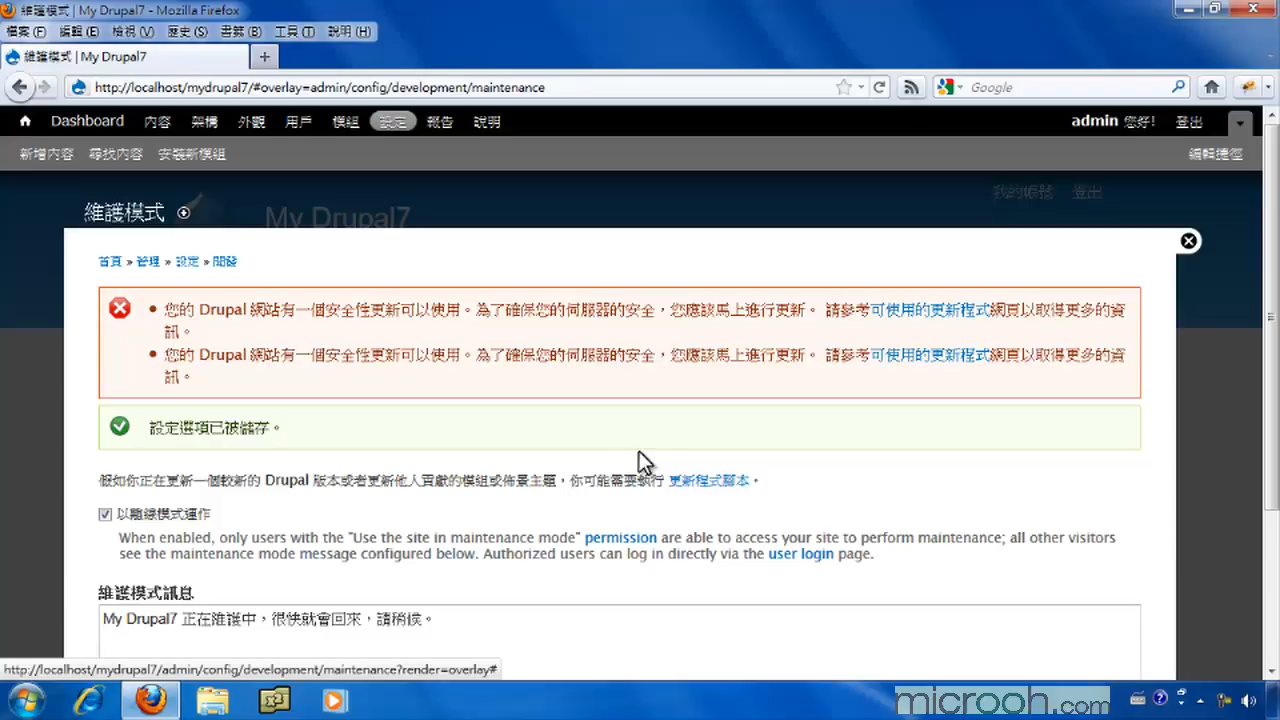 維護模式 | My Drupal7 - Mozilla Firefox
檔案(F) 編輯(E) 檢視(V) 歷史(S) 書籤(B) 工具(T) 說明(H)
維護模式 | My Drupal7
http://localhost/mydrupal7/#overlay=admin/config/development/maintenance
Google
Dashboard 內容 架構 外觀 用戶 模組 設定 報告 說明
admin 您好! 登出
新增內容 尋找內容 安裝新模組
編輯捷徑
我的帳號 登出
維護模式
My Drupal7
首頁 » 管理 » 設定 » 開發
您的 Drupal 網站有一個安全性更新可以使用。為了確保您的伺服器的安全，您應該馬上進行更新。 請參考可使用的更新程式網頁以取得更多的資
訊。
您的 Drupal 網站有一個安全性更新可以使用。為了確保您的伺服器的安全，您應該馬上進行更新。 請參考可使用的更新程式網頁以取得更多的資
訊。
設定選項已被儲存。
假如你正在更新一個較新的 Drupal 版本或者更新他人貢獻的模組或佈景主題，你可能需要執行 更新程式腳本。
以離線模式運作
When enabled, only users with the "Use the site in maintenance mode" permission are able to access your site to perform maintenance; all other visitors
see the maintenance mode message configured below. Authorized users can log in directly via the user login page.
維護模式訊息
My Drupal7 正在維護中，很快就會回來，請稍候。
http://localhost/mydrupal7/admin/config/development/maintenance?render=overlay#
microoh.com